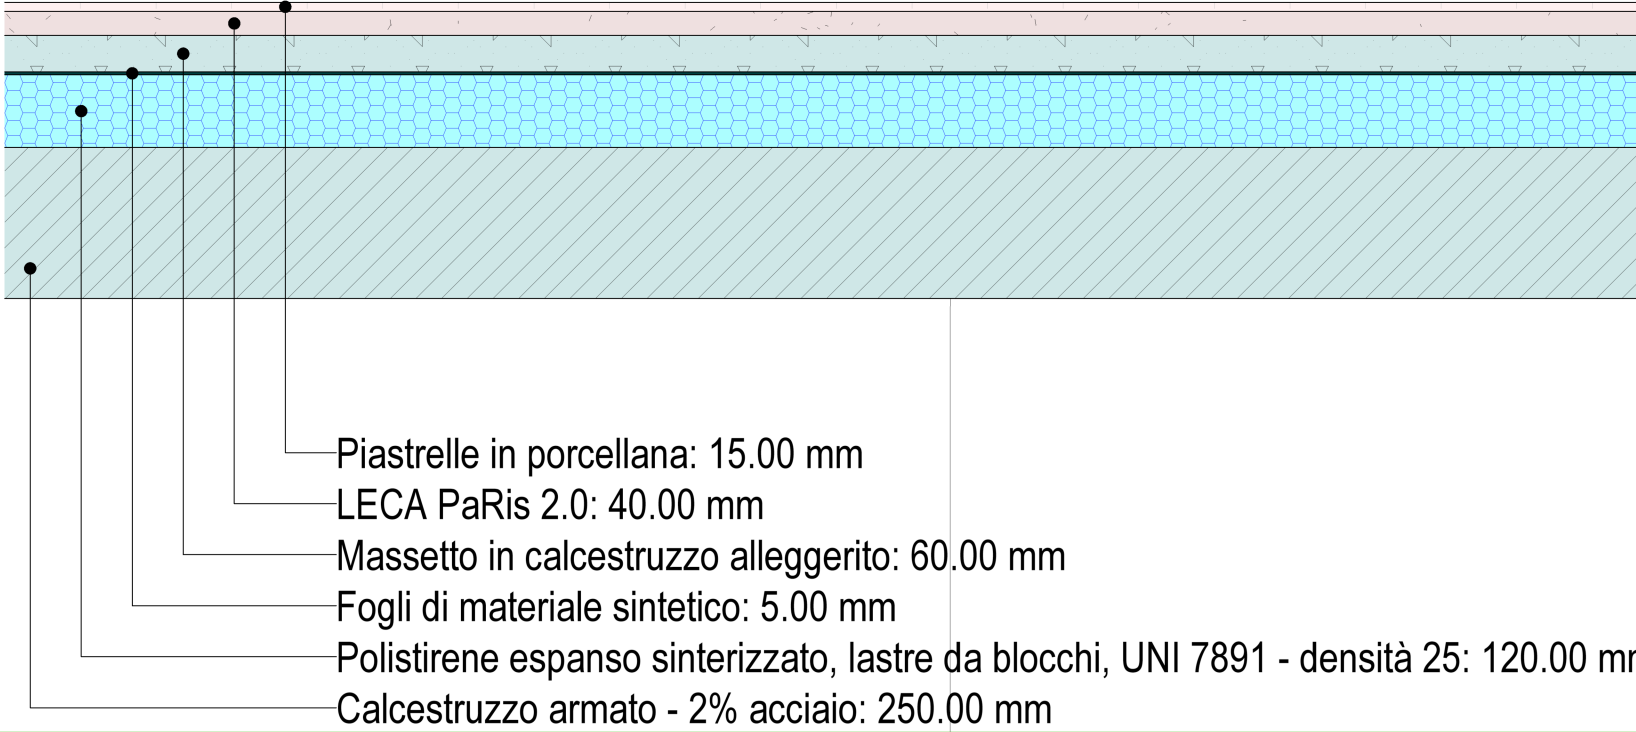 Piastrelle in porcellana: 15.00 mm
LECA PaRis 2.0: 40.00 mm
Massetto in calcestruzzo alleggerito: 60.00 mm
Fogli di materiale sintetico: 5.00 mm
Polistirene espanso sinterizzato, lastre da blocchi, UNI 7891 - densità 25: 120.00 mm
Calcestruzzo armato - 2% acciaio: 250.00 mm